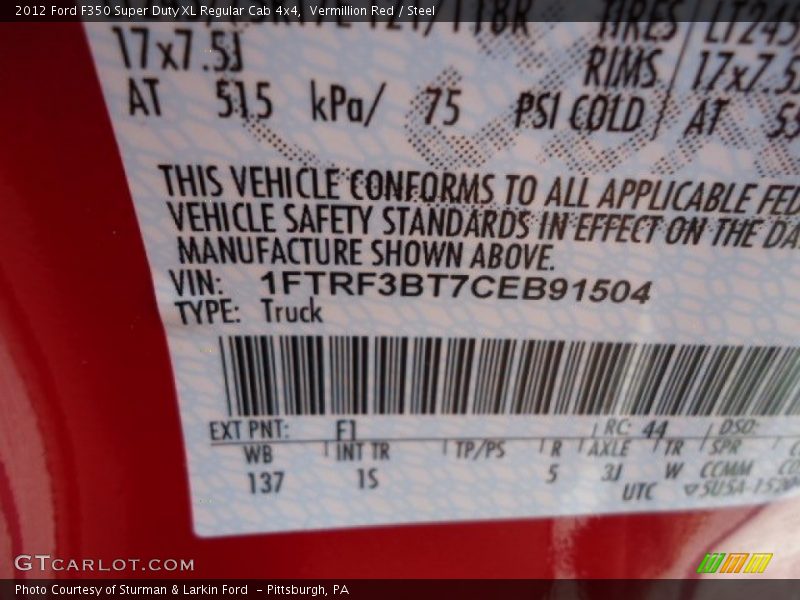 2012 Ford F350 Super Duty XL Regular Cab 4x4, Vermillion Red / Steel
TIRES LT245
17x7.5J RIMS 17x7.5
AT 515 kPa/ 75 PSI COLD AT 55
THIS VEHICLE CONFORMS TO ALL APPLICABLE FED
VEHICLE SAFETY STANDARDS IN EFFECT ON THE DA
MANUFACTURE SHOWN ABOVE.
VIN: 1FTRF3BT7CEB91504
TYPE: Truck
EXT PNT: F1 RC: 44 DSO:
WB INT TR TP/PS R AXLE TR SPR
137 1S 5 3J W CCMM
UTC
GTCARLOT.COM
Photo Courtesy of Sturman & Larkin Ford - Pittsburgh, PA